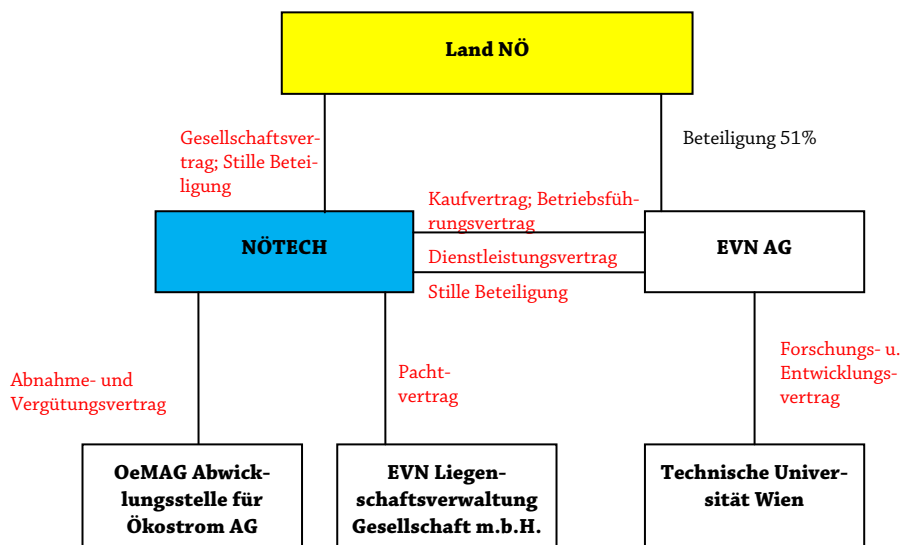 Land NÖ
Gesellschaftsver-
trag; Stille Betei-
ligung
Beteiligung 51%
Kaufvertrag; Betriebsfüh-
rungsvertrag
NÖTECH
EVN AG
Dienstleistungsvertrag
Stille Beteiligung
Abnahme- und
Vergütungsvertrag
Pacht-
vertrag
Forschungs- u.
Entwicklungs-
vertrag
OeMAG Abwick-
lungsstelle für
Ökostrom AG
EVN Liegen-
schaftsverwaltung
Gesellschaft m.b.H.
Technische Univer-
sität Wien